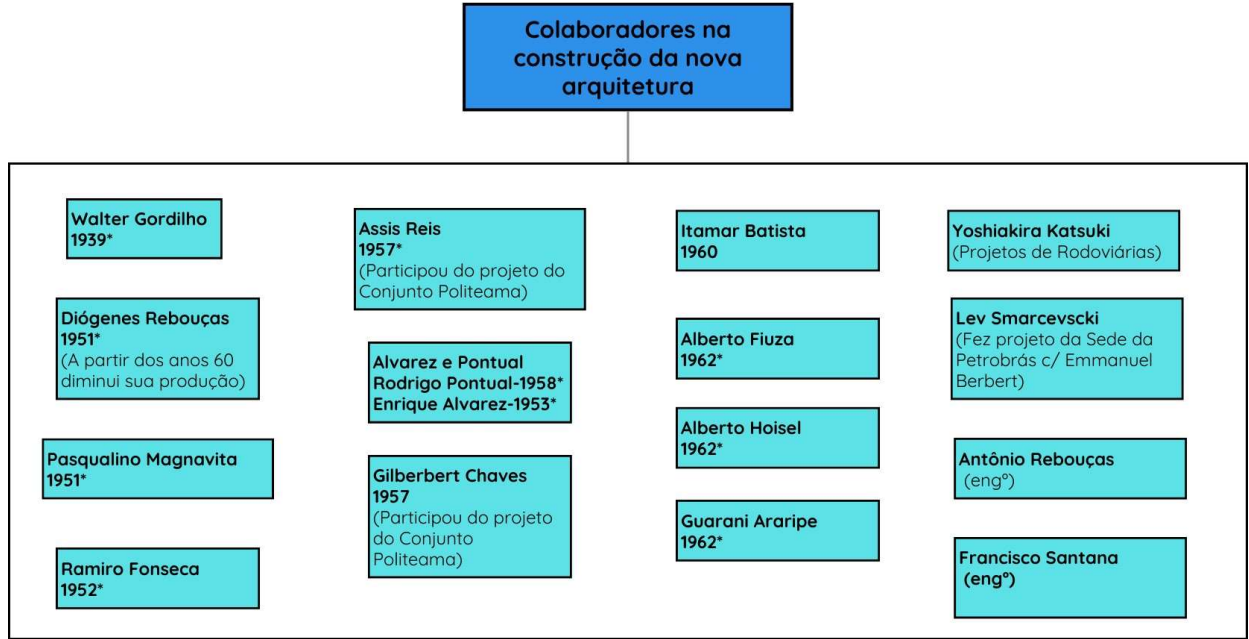 Colaboradores na
construção da nova
arquitetura
Walter Gordilho
1939*
Diógenes Rebouças
1951*
(A partir dos anos 60
diminui sua produção)
Pasqualino Magnavita
1951*
Ramiro Fonseca
1952*
Assis Reis
1957*
(Participou do projeto do
Conjunto Politeama)
Alvarez e Pontual
Rodrigo Pontual-1958*
Enrique Alvarez-1953*
Gilberbert Chaves
1957
(Participou do projeto
do Conjunto
Politeama)
Itamar Batista
1960
Alberto Fiuza
1962*
Alberto Hoisel
1962*
Guarani Araripe
1962*
Yoshiakira Katsuki
(Projetos de Rodoviárias)
Lev Smarcevscki
(Fez projeto da Sede da
Petrobrás c/ Emmanuel
Berbert)
Antônio Rebouças
(engº)
Francisco Santana
(engº)